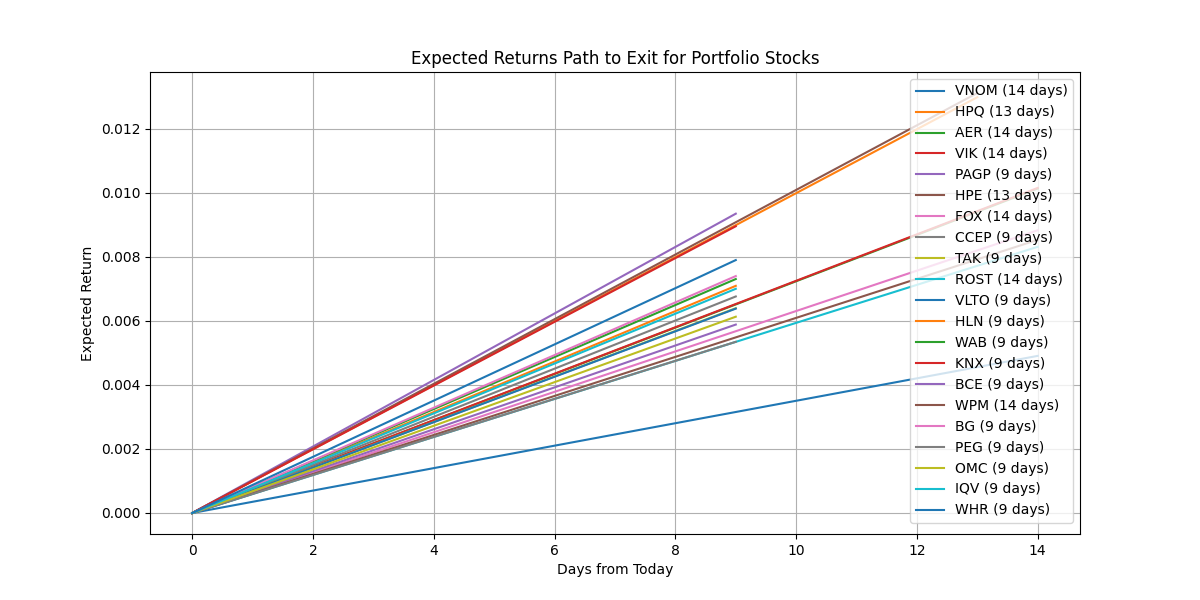 Expected Returns Path to Exit for Portfolio Stocks
Expected Return
0.012
0.010
0.008
0.006
0.004
0.002
0.000
VNOM (14 days)
HPQ (13 days)
AER (14 days)
VIK (14 days)
PAGP (9 days)
HPE (13 days)
FOX (14 days)
CCEP (9 days)
TAK (9 days)
ROST (14 days)
VLTO (9 days)
HLN (9 days)
WAB (9 days)
KNX (9 days)
BCE (9 days)
WPM (14 days)
BG (9 days)
PEG (9 days)
OMC (9 days)
IQV (9 days)
WHR (9 days)
0 2 4 6 8 10 12 14
Days from Today